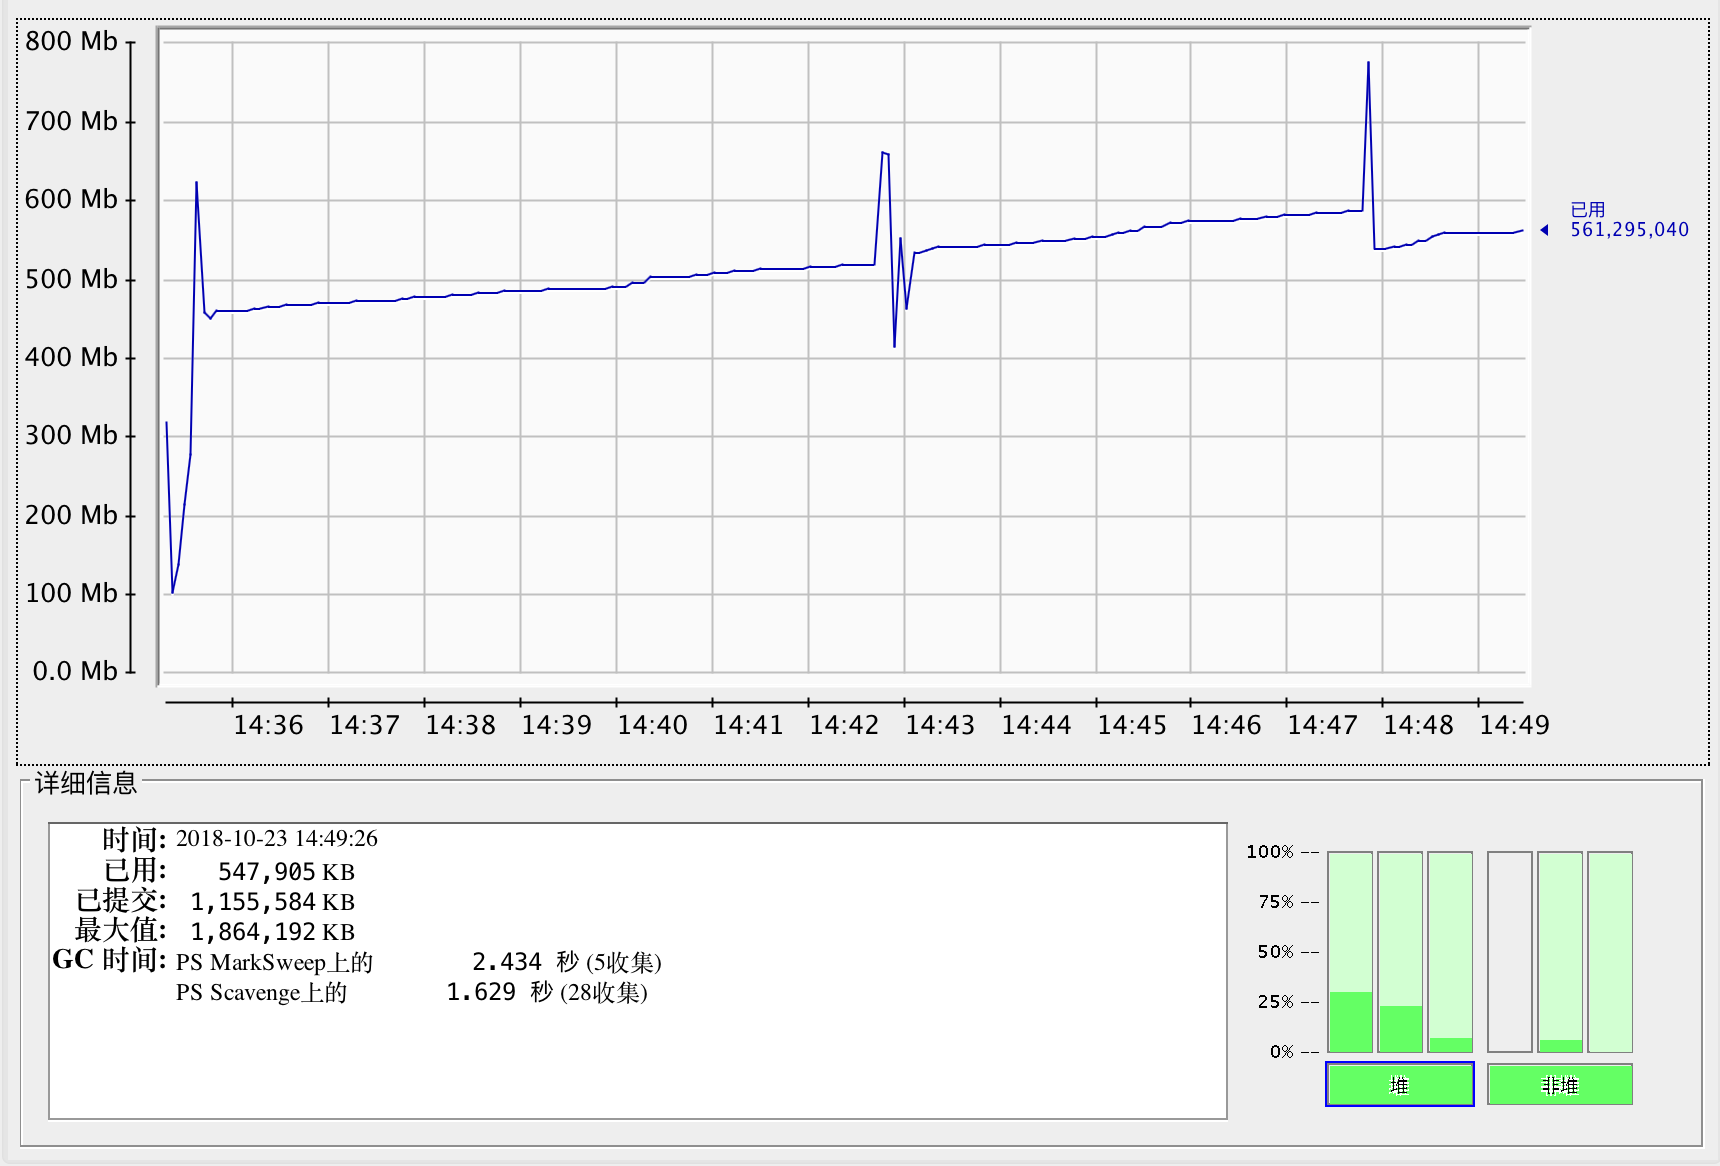 800 Mb
700 Mb
600 Mb
500 Mb
400 Mb
300 Mb
200 Mb
100 Mb
0.0 Mb
已用
561,295,040
14:36 14:37 14:38 14:39 14:40 14:41 14:42 14:43 14:44 14:45 14:46 14:47 14:48 14:49
详细信息
时间: 2018-10-23 14:49:26
已用: 547,905 KB
已提交: 1,155,584 KB
最大值: 1,864,192 KB
GC 时间: PS MarkSweep上的 2.434 秒 (5收集)
PS Scavenge上的 1.629 秒 (28收集)
100% --
75% --
50% --
25% --
0% --
堆 非堆